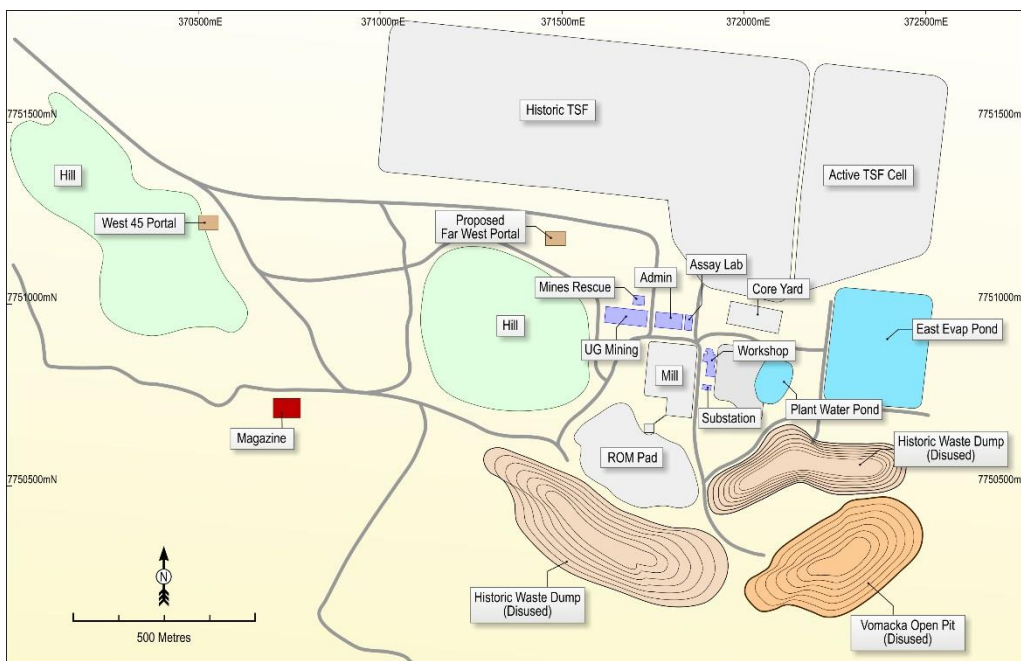 370500mE
371000mE
371500mE
372000mE
372500mE
7751500mN
7751500mN
Historic TSF
Hill
Active TSF Cell
West 45 Portal
Proposed
Far West Portal
Assay Lab
Admin
Mines Rescue
Core Yard
7751000mN
7751000mN
Hill
East Evap Pond
UG Mining
Workshop
Mill
Plant Water Pond
Substation
Magazine
Historic Waste Dump
(Disused)
ROM Pad
7750500mN
7750500mN
N
Historic Waste Dump
(Disused)
500 Metres
Vomacka Open Pit
(Disused)